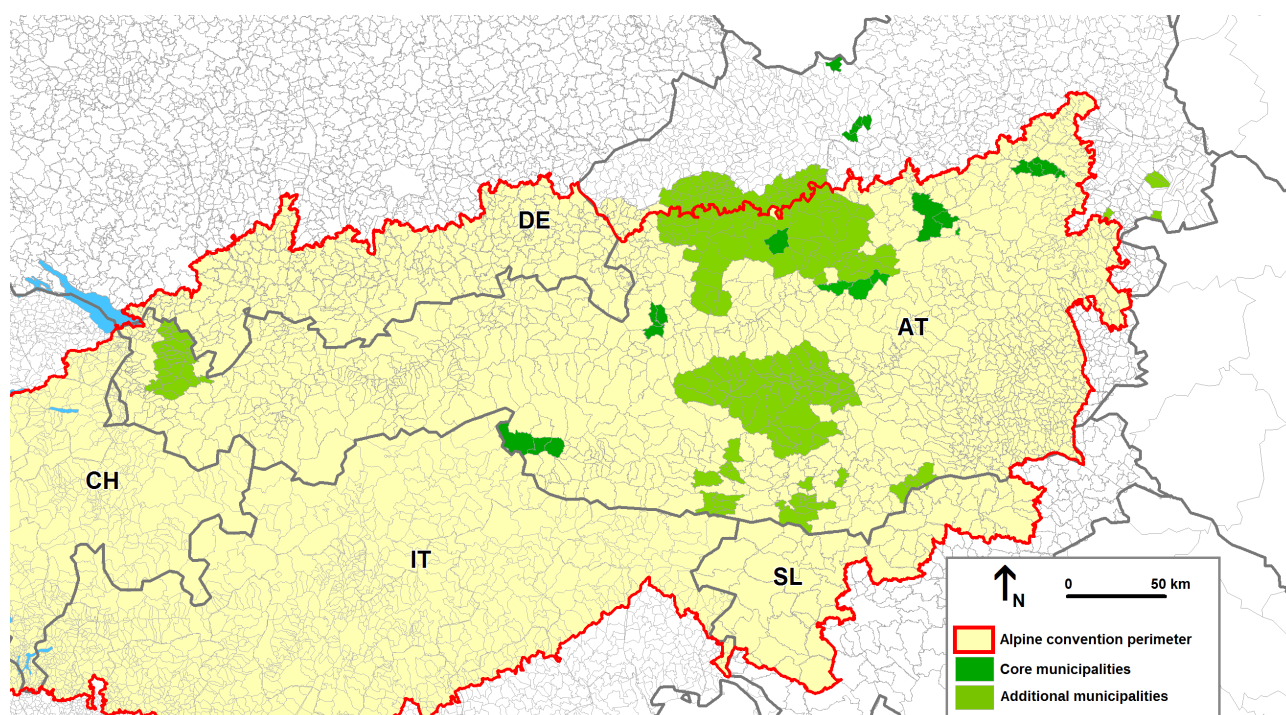 DE
AT
CH
IT
SL
N
0 50 km
Alpine convention perimeter
Core municipalities
Additional municipalities